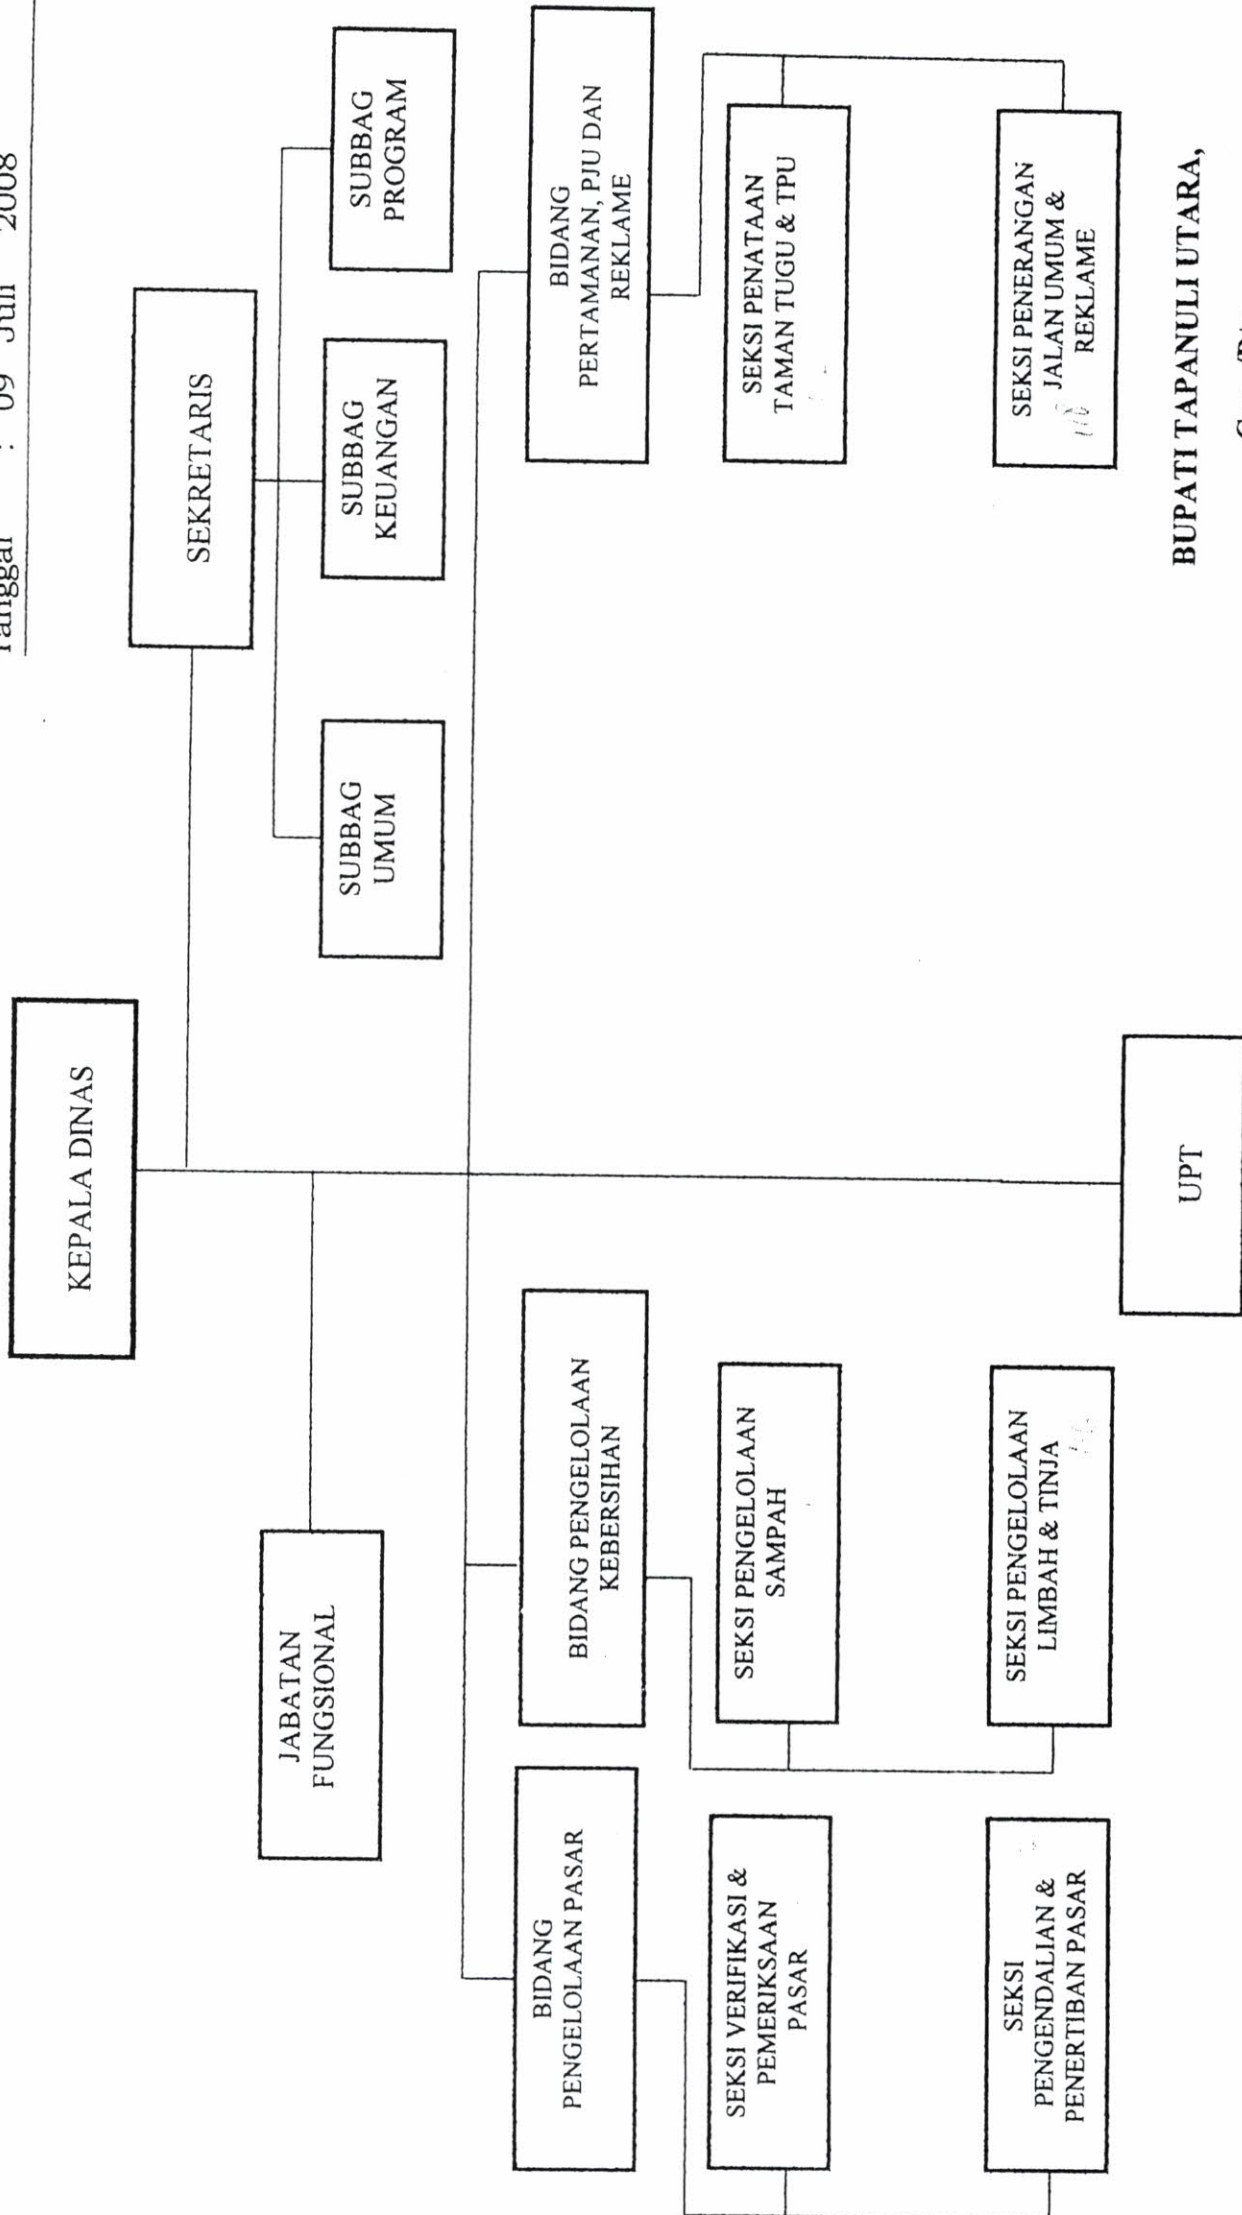 Tanggal : 09 Juli 2008
KEPALA DINAS
SEKRETARIS
JABATAN
FUNGSIONAL
SUBBAG
UMUM
SUBBAG
KEUANGAN
SUBBAG
PROGRAM
BIDANG
PENGELOLAAN PASAR
BIDANG PENGELOLAAN
KEBERSIHAN
BIDANG
PERTAMANAN, PJU DAN
REKLAME
SEKSI VERIFIKASI &
PEMERIKSAAN
PASAR
SEKSI PENGELOLAAN
SAMPAH
SEKSI PENATAAN
TAMAN TUGU & TPU
SEKSI
PENGENDALIAN &
PENERTIBAN PASAR
SEKSI PENGELOLAAN
LIMBAH & TINJA
SEKSI PENERANGAN
JALAN UMUM &
REKLAME
UPT
BUPATI TAPANULI UTARA,